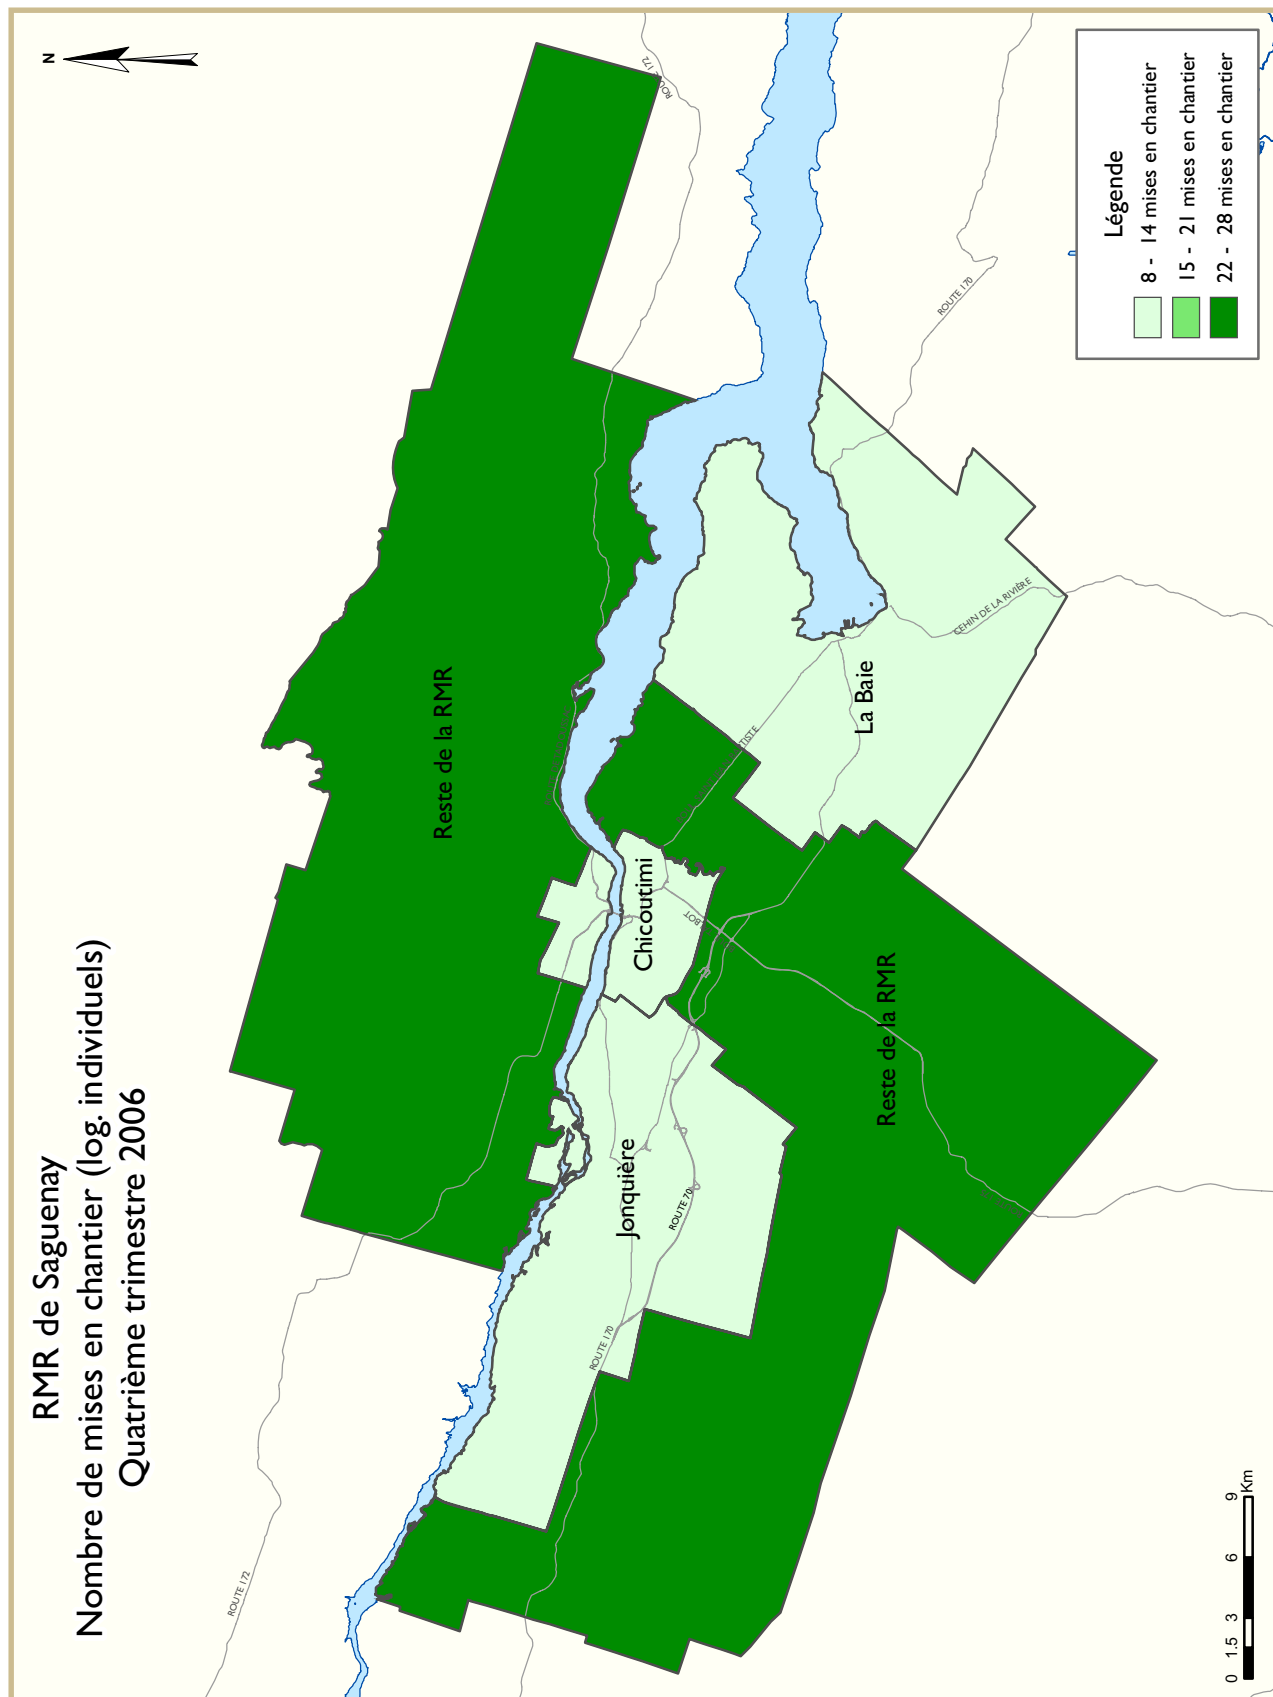 RMR de Saguenay
Nombre de mises en chantier (log. individuels)
Quatrième trimestre 2006
N
ROUTE 172
ROUTE 172
Reste de la RMR
Chicoutimi
Jonquière
La Baie
Reste de la RMR
ROUTE 170
ROUTE 70
ROUTE 170
CEHIN DE LA RIVIÈRE
Légende
8 - 14 mises en chantier
15 - 21 mises en chantier
22 - 28 mises en chantier
0 1.5 3 6 9
Km